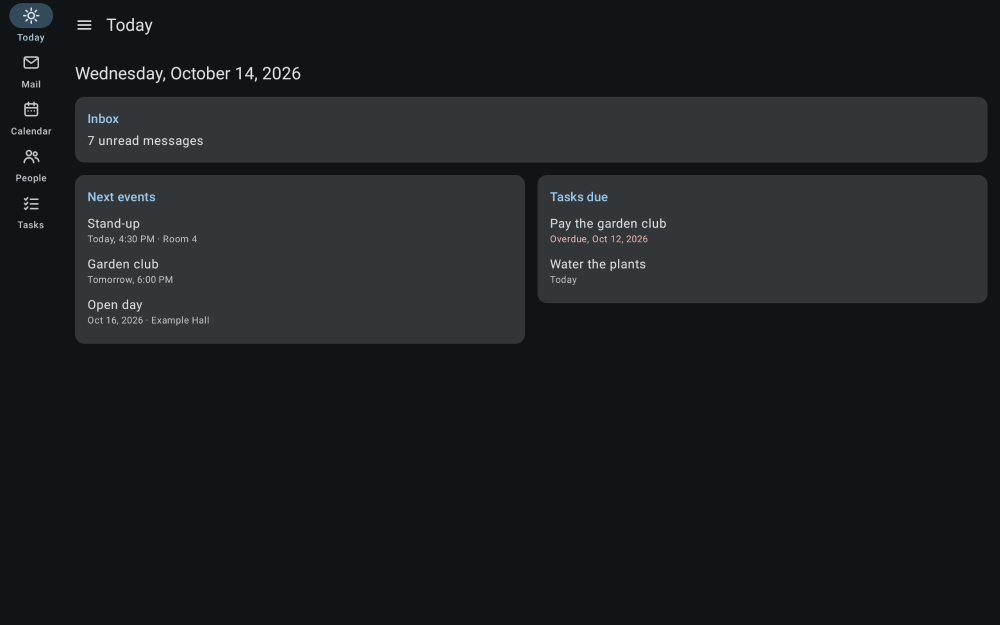 Today
Mail
Calendar
People
Tasks
Today
Wednesday, October 14, 2026
Inbox
7 unread messages
Next events
Stand-up
Today, 4:30 PM · Room 4
Garden club
Tomorrow, 6:00 PM
Open day
Oct 16, 2026 · Example Hall
Tasks due
Pay the garden club
Overdue, Oct 12, 2026
Water the plants
Today